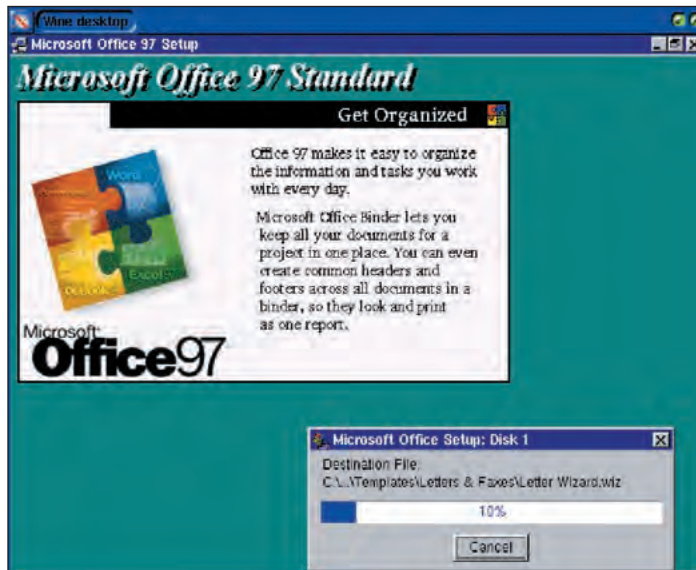 Wine desktop
Microsoft Office 97 Setup
Microsoft Office 97 Standard
Get Organized
Office 97 makes it easy to organize
the information and tasks you work
with every day.
Microsoft Office Binder lets you
keep all your documents for a
project in one place. You can even
create common headers and
footers across all documents in a
binder, so they look and print
as one report.
Word
Excel
Outlook
Microsoft
Office97
Microsoft Office Setup: Disk 1
Destination File:
C:\...\Templates\Letters & Faxes\Letter Wizard.wiz
10%
Cancel